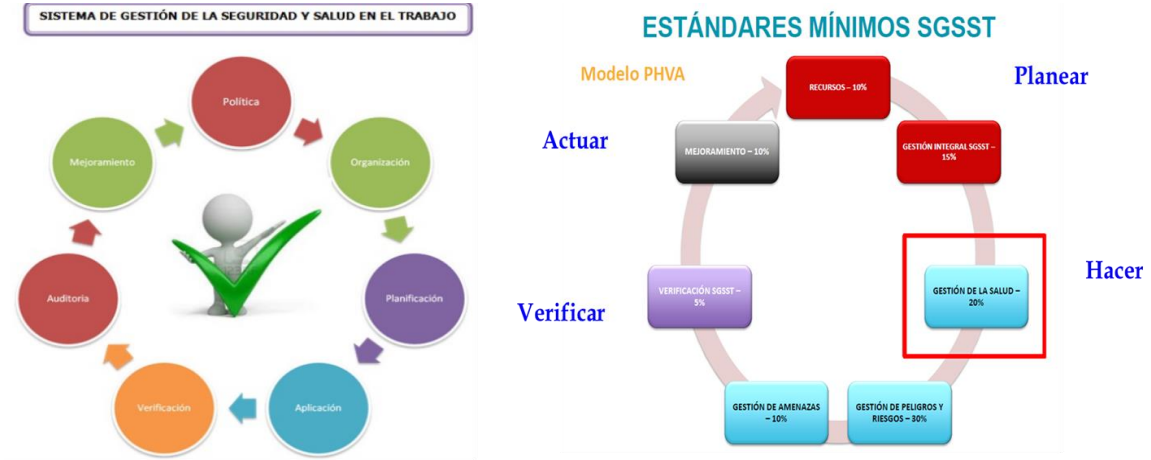 SISTEMA DE GESTIÓN DE LA SEGURIDAD Y SALUD EN EL TRABAJO
Política
Organización
Planificación
Aplicación
Verificación
Auditoria
Mejoramiento
ESTÁNDARES MÍNIMOS SGSST
Modelo PHVA
Planear
Hacer
Verificar
Actuar
RECURSOS – 10%
GESTIÓN INTEGRAL SGSST –
15%
GESTIÓN DE LA SALUD –
20%
GESTIÓN DE PELIGROS Y
RIESGOS – 30%
GESTIÓN DE AMENAZAS
– 10%
VERIFICACIÓN SGSST –
5%
MEJORAMIENTO – 10%